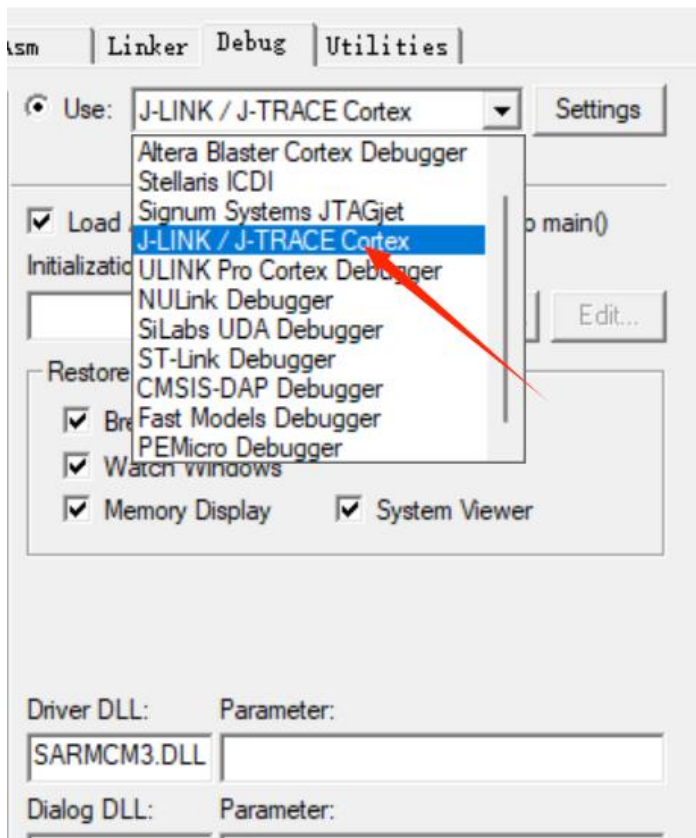 Linker Debug Utilities
Use: J-LINK / J-TRACE Cortex Settings
Altera Blaster Cortex Debugger
Stellaris ICDI
Signum Systems JTAGjet
Load main()
J-LINK / J-TRACE Cortex
ULINK Pro Cortex Debugger
NULink Debugger
Edit...
SiLabs UDA Debugger
ST-Link Debugger
Restore
CMSIS-DAP Debugger
Fast Models Debugger
PEMicro Debugger
Watch Windows
Memory Display System Viewer
Driver DLL: Parameter:
SARMCM3.DLL
Dialog DLL: Parameter: